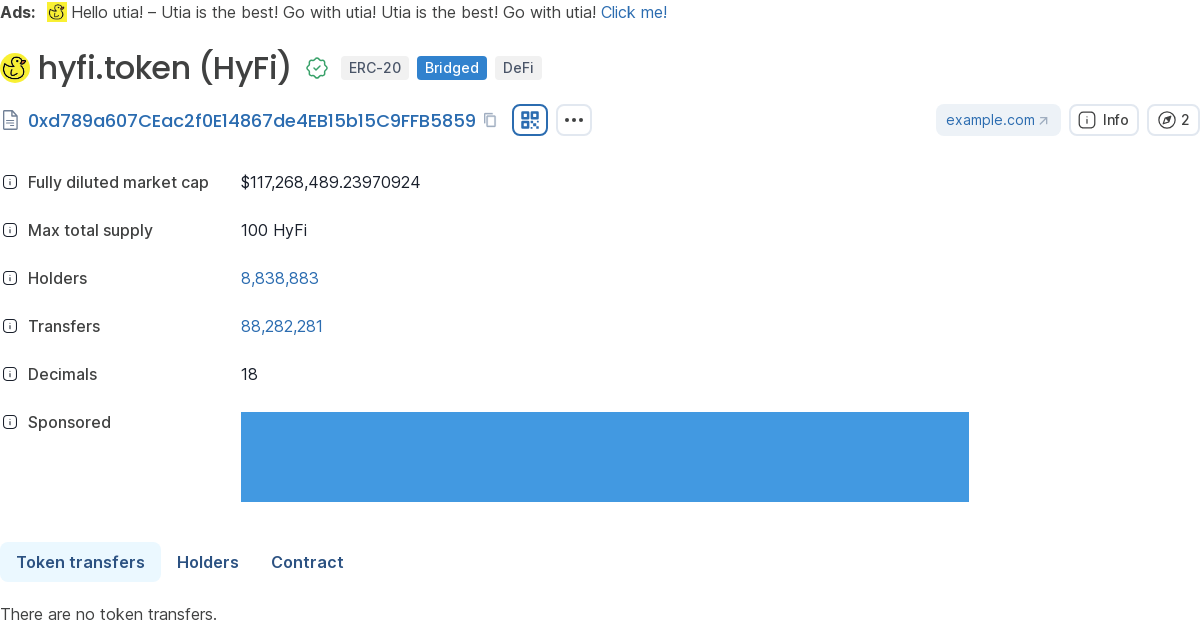 Ads: Hello utia! – Utia is the best! Go with utia! Utia is the best! Go with utia! Click me!
hyfi.token (HyFi) ERC-20 Bridged DeFi
0xd789a607CEac2f0E14867de4EB15b15C9FFB5859 example.com Info 2
Fully diluted market cap $117,268,489.23970924
Max total supply 100 HyFi
Holders 8,838,883
Transfers 88,282,281
Decimals 18
Sponsored
Token transfers Holders Contract
There are no token transfers.